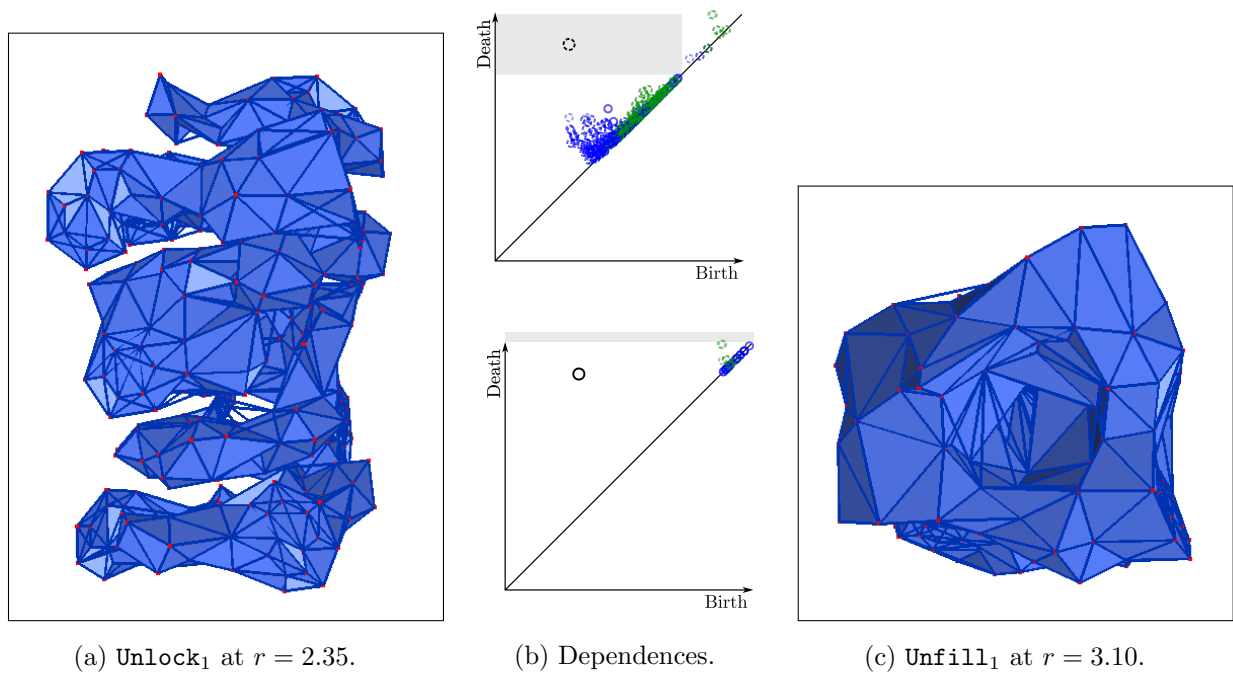 Death
Birth
Death
Birth
(a) Unlock₁ at r = 2.35.
(b) Dependences.
(c) Unfill₁ at r = 3.10.